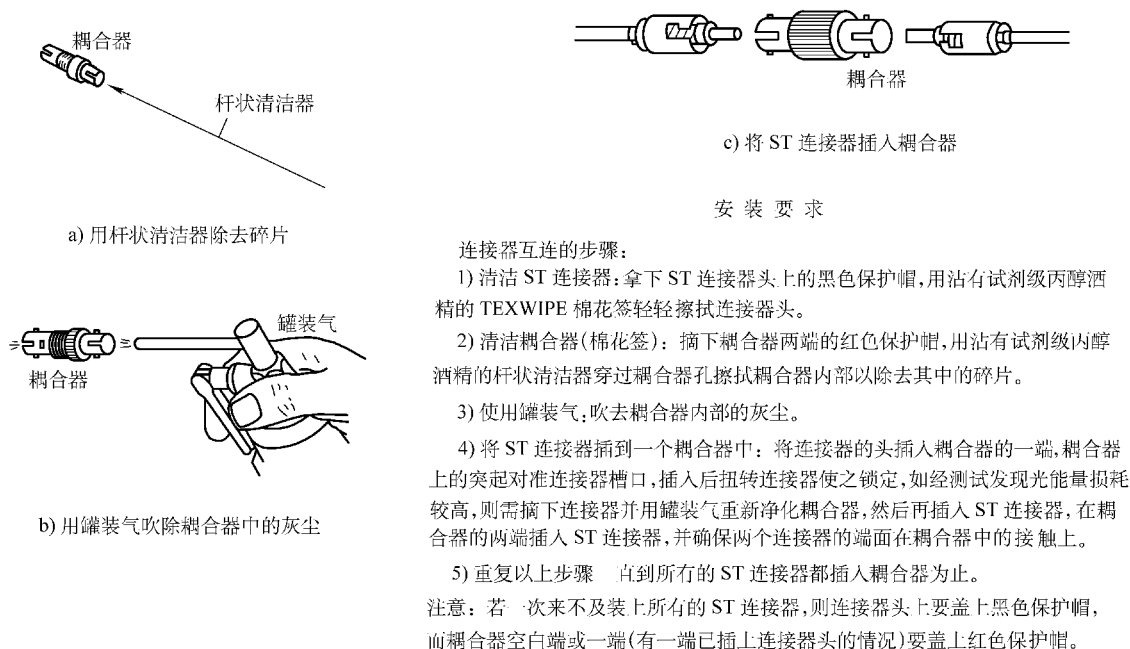 耦合器
杆状清洁器
a) 用杆状清洁器除去碎片
罐装气
耦合器
b) 用罐装气吹除耦合器中的灰尘
耦合器
c) 将 ST 连接器插入耦合器
安 装 要 求
连接器互连的步骤：
1) 清洁 ST 连接器：拿下 ST 连接器头上的黑色保护帽，用沾有试剂级丙醇酒
精的 TEXWIPE 棉花签轻轻擦拭连接器头。
2) 清洁耦合器(棉花签)：摘下耦合器两端的红色保护帽，用沾有试剂级丙醇
酒精的杆状清洁器穿过耦合器孔擦拭耦合器内部以除去其中的碎片。
3) 使用罐装气：吹去耦合器内部的灰尘。
4) 将 ST 连接器插到一个耦合器中：将连接器的头插入耦合器的一端，耦合器
上的突起对准连接器槽口，插入后扭转连接器使之锁定，如经测试发现光能量损耗
较高，则需摘下连接器并用罐装气重新净化耦合器，然后再插入 ST 连接器，在耦
合器的两端插入 ST 连接器，并确保两个连接器的端面在耦合器中的接触上。
5) 重复以上步骤 直到所有的 ST 连接器都插入耦合器为止。
注意：若一次来不及装上所有的 ST 连接器，则连接器头上要盖上黑色保护帽，
而耦合器空白端或一端(有一端已插上连接器头的情况)要盖上红色保护帽。